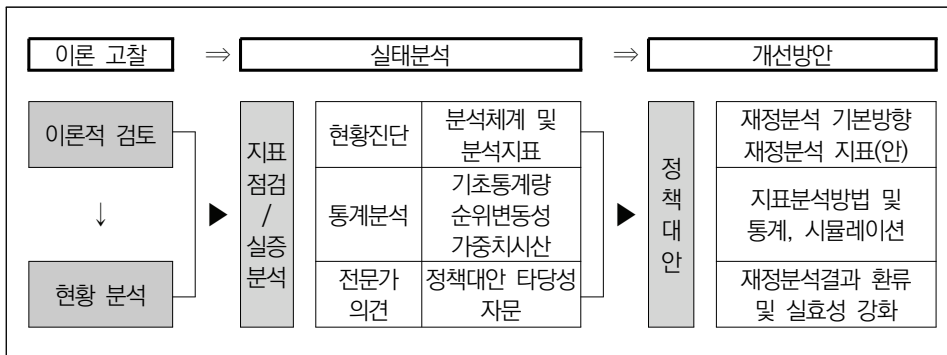 이론 고찰 ⇒ 실태분석 ⇒ 개선방안
이론적 검토
↓
현황 분석
▶
지표
점검
/
실증
분석
현황진단
분석체계 및
분석지표
통계분석
기초통계량
순위변동성
가중치시산
전문가
의견
정책대안 타당성
자문
▶
정
책
대
안
재정분석 기본방향
재정분석 지표(안)
지표분석방법 및
통계, 시뮬레이션
재정분석결과 환류
및 실효성 강화